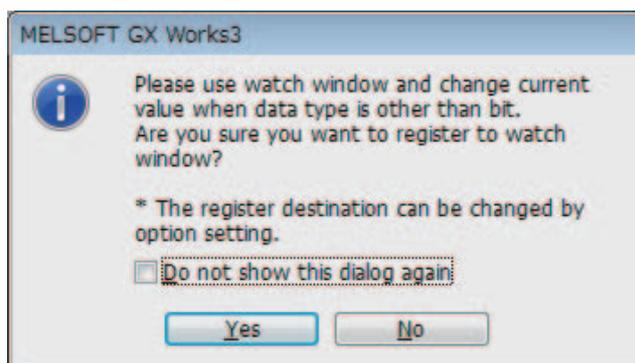 MELSOFT GX Works3
Please use watch window and change current
value when data type is other than bit.
Are you sure you want to register to watch
window?
* The register destination can be changed by
option setting.
Do not show this dialog again
Yes No